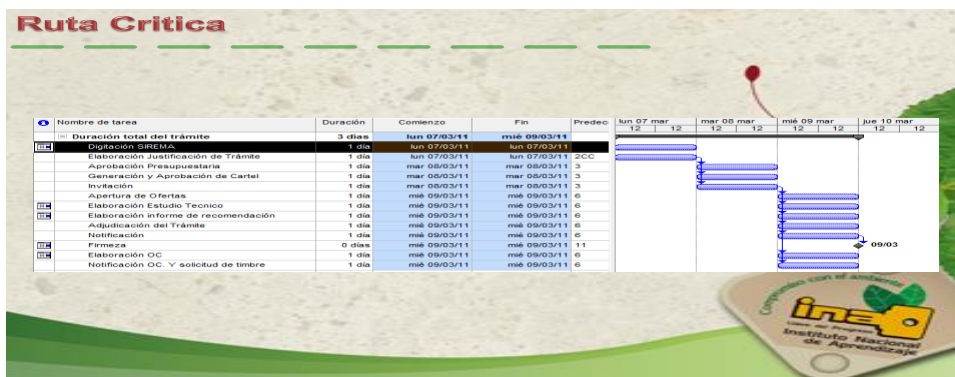 Ruta Critica
Nombre de tarea Duración Comienzo Fin Predec lun 07 mar mar 08 mar mié 09 mar jue 10 mar
12 12 12 12 12 12 12 12
Duración total del trámite 3 días lun 07/03/11 mié 09/03/11
Digitación SIREMA 1 día lun 07/03/11 lun 07/03/11
Elaboración Justificación de Trámite 1 día lun 07/03/11 lun 07/03/11 2CC
Aprobación Presupuestaria 1 día mar 08/03/11 mar 08/03/11 3
Generación y Aprobación de Cartel 1 día mar 08/03/11 mar 08/03/11 3
Invitación 1 día mar 08/03/11 mar 08/03/11 3
Apertura de Ofertas 1 día mié 09/03/11 mié 09/03/11 6
Elaboración Estudio Tecnico 1 día mié 09/03/11 mié 09/03/11 6
Elaboración informe de recomendación 1 día mié 09/03/11 mié 09/03/11 6
Adjudicación del Trámite 1 día mié 09/03/11 mié 09/03/11 6
Notificación 1 día mié 09/03/11 mié 09/03/11 6
Firmeza 0 días mié 09/03/11 mié 09/03/11 11 09/03
Elaboración OC 1 día mié 09/03/11 mié 09/03/11 6
Notificación OC. Y solicitud de timbre 1 día mié 09/03/11 mié 09/03/11 6
Compromiso con el ambiente
ina
Llave del Progreso
Instituto Nacional
de Aprendizaje